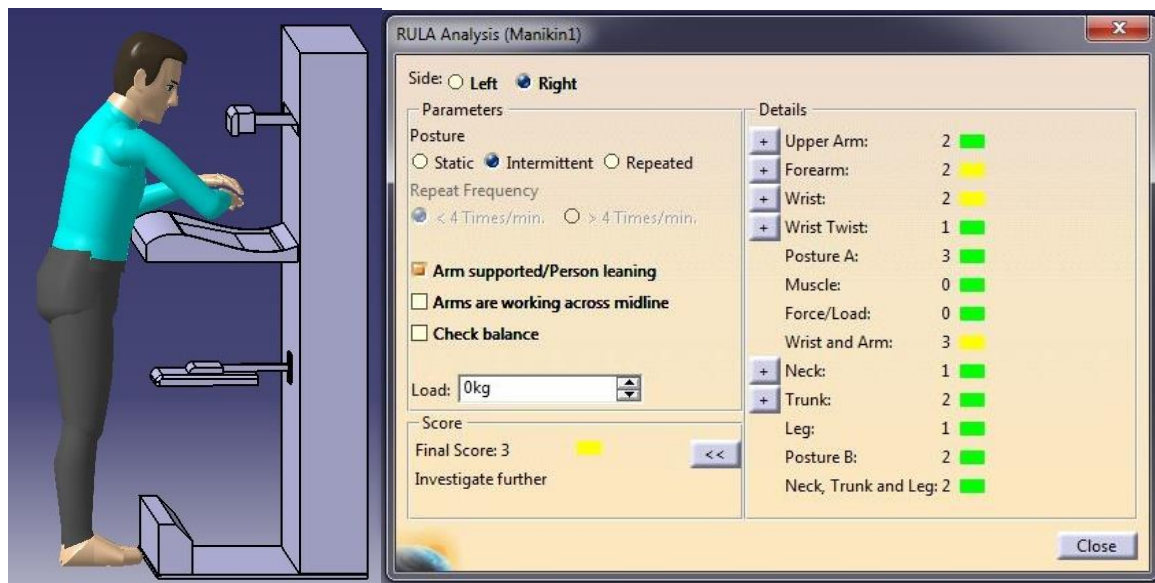 RULA Analysis (Manikin1)
Side: Left Right
Parameters
Posture
Static Intermittent Repeated
Repeat Frequency
< 4 Times/min. > 4 Times/min.
Arm supported/Person leaning
Arms are working across midline
Check balance
Load: 0kg
Score
Final Score: 3
<<
Investigate further
Details
+ Upper Arm: 2
+ Forearm: 2
+ Wrist: 2
+ Wrist Twist: 1
Posture A: 3
Muscle: 0
Force/Load: 0
Wrist and Arm: 3
+ Neck: 1
+ Trunk: 2
Leg: 1
Posture B: 2
Neck, Trunk and Leg: 2
Close